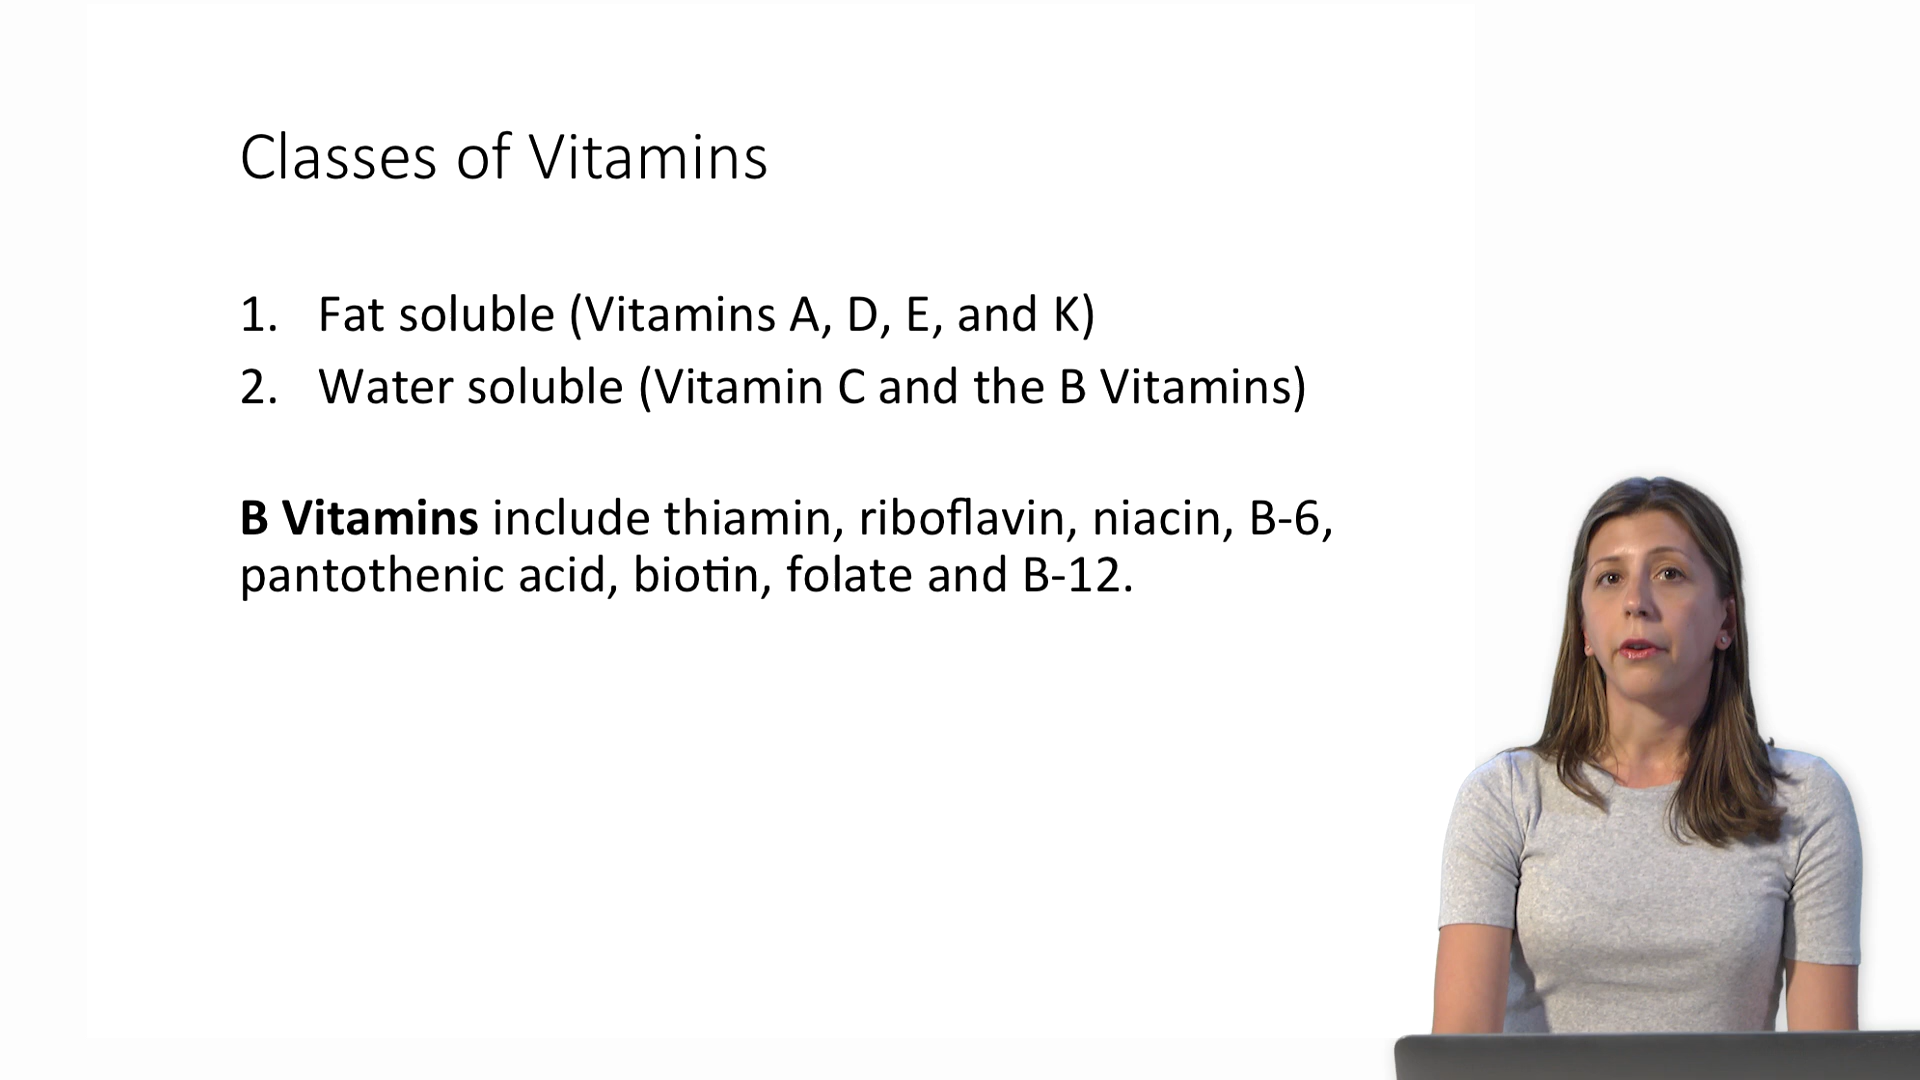 Classes of Vitamins
1. Fat soluble (Vitamins A, D, E, and K)
2. Water soluble (Vitamin C and the B Vitamins)
B Vitamins include thiamin, riboflavin, niacin, B-6,
pantothenic acid, biotin, folate and B-12.